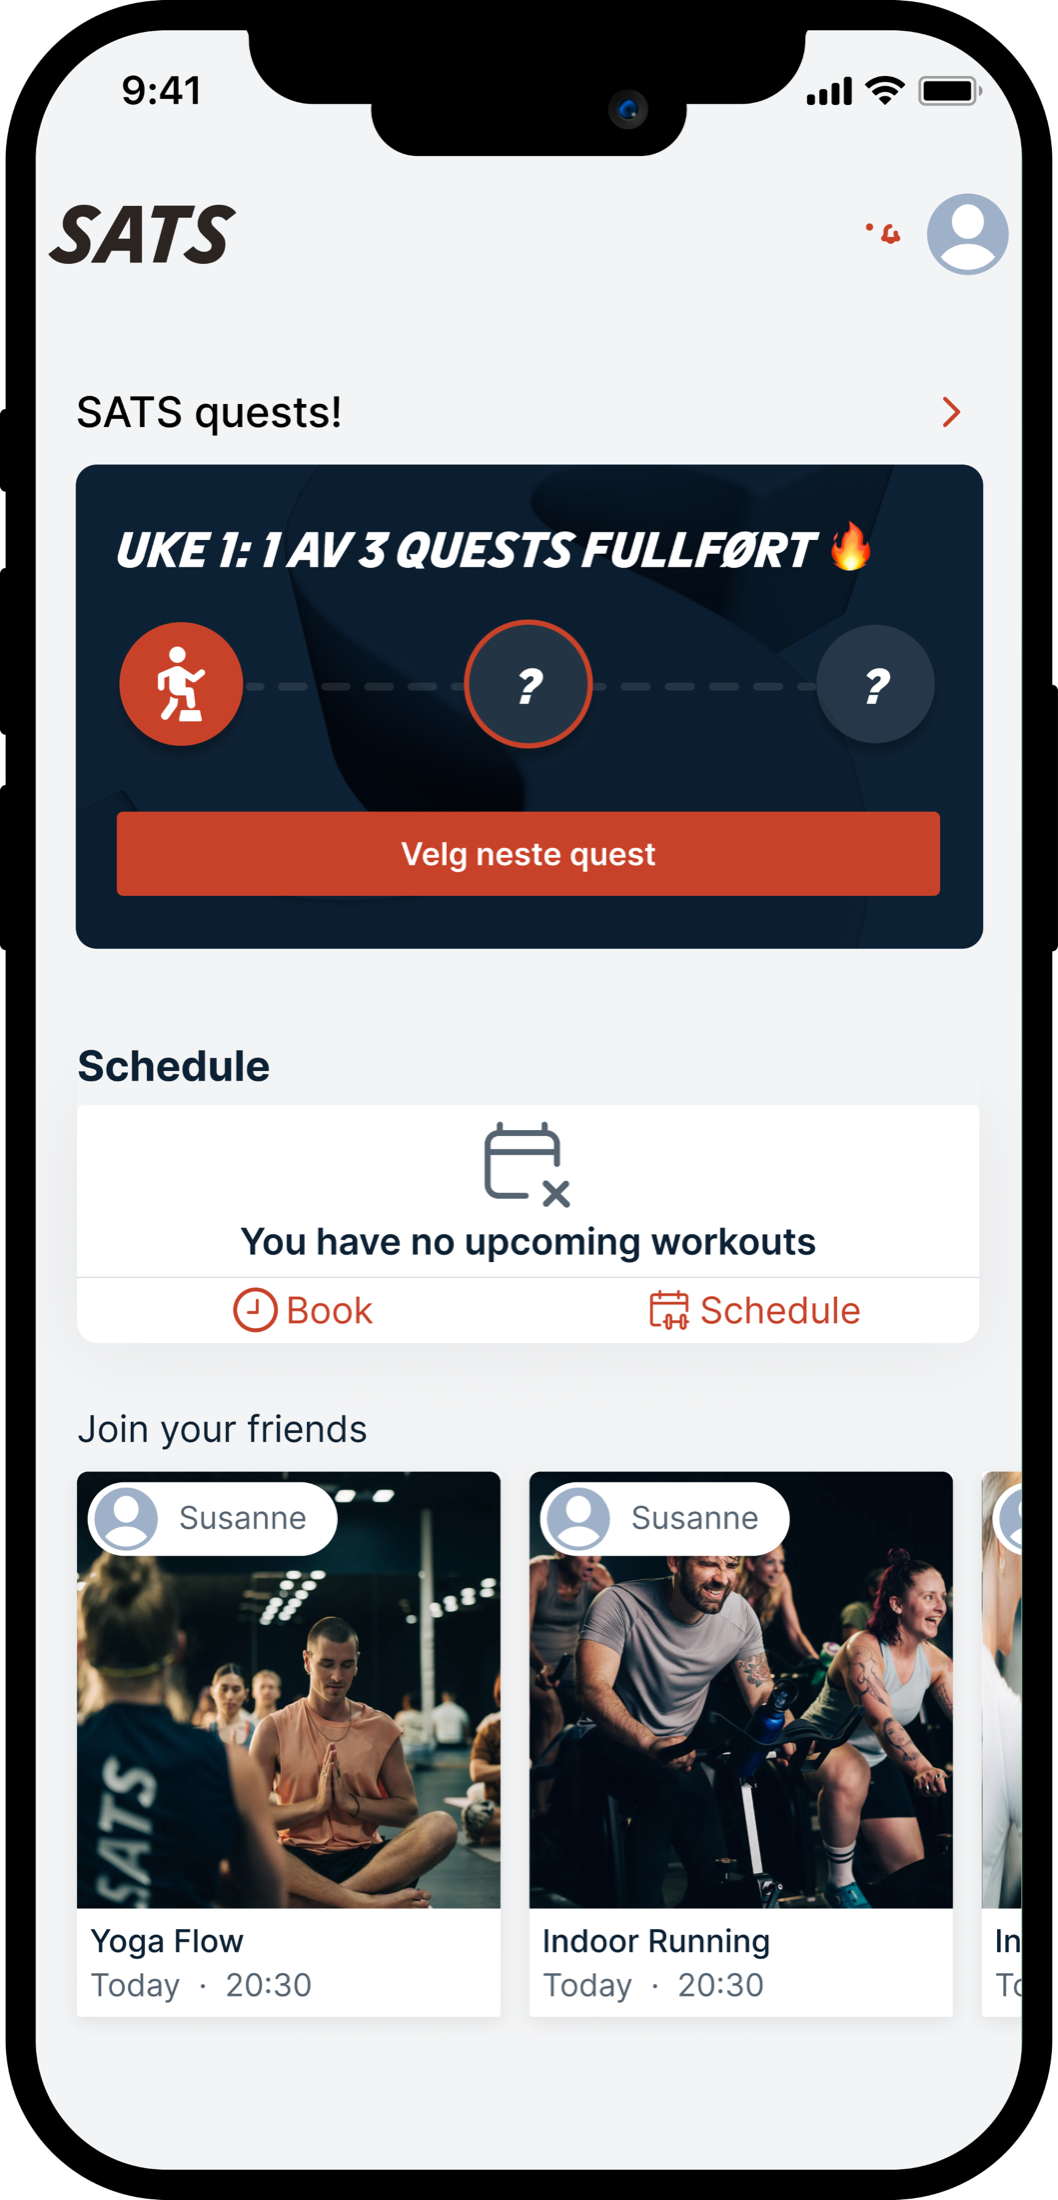 9:41
SATS
SATS quests!
UKE 1: 1 AV 3 QUESTS FULLFØRT 🔥
?
?
Velg neste quest
Schedule
You have no upcoming workouts
Book
Schedule
Join your friends
Susanne
Susanne
SATS
Yoga Flow
Indoor Running
In
Today · 20:30
Today · 20:30
To